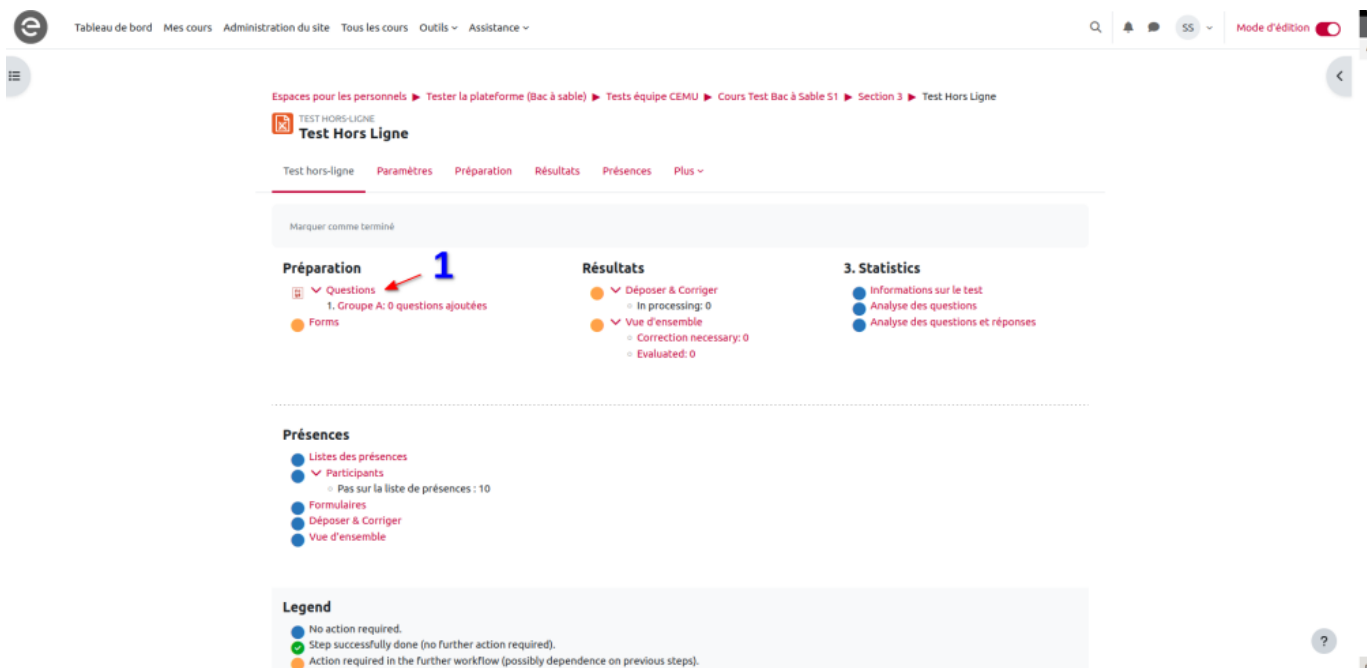 Tableau de bord Mes cours Administration du site Tous les cours Outils Assistance SS Mode d'édition
Espaces pour les personnels ► Tester la plateforme (Bac à sable) ► Tests équipe CEMU ► Cours Test Bac à Sable S1 ► Section 3 ► Test Hors Ligne
TEST HORS-LIGNE
Test Hors Ligne
Test hors-ligne Paramètres Préparation Résultats Présences Plus
Marquer comme terminé
1
Préparation
Questions
1. Groupe A: 0 questions ajoutées
Forms
Résultats
Déposer & Corriger
In processing: 0
Vue d'ensemble
Correction necessary: 0
Evaluated: 0
3. Statistics
Informations sur le test
Analyse des questions
Analyse des questions et réponses
Présences
Listes des présences
Participants
Pas sur la liste de présences : 10
Formulaires
Déposer & Corriger
Vue d'ensemble
Legend
No action required.
Step successfully done (no further action required).
Action required in the further workflow (possibly dependence on previous steps).
?